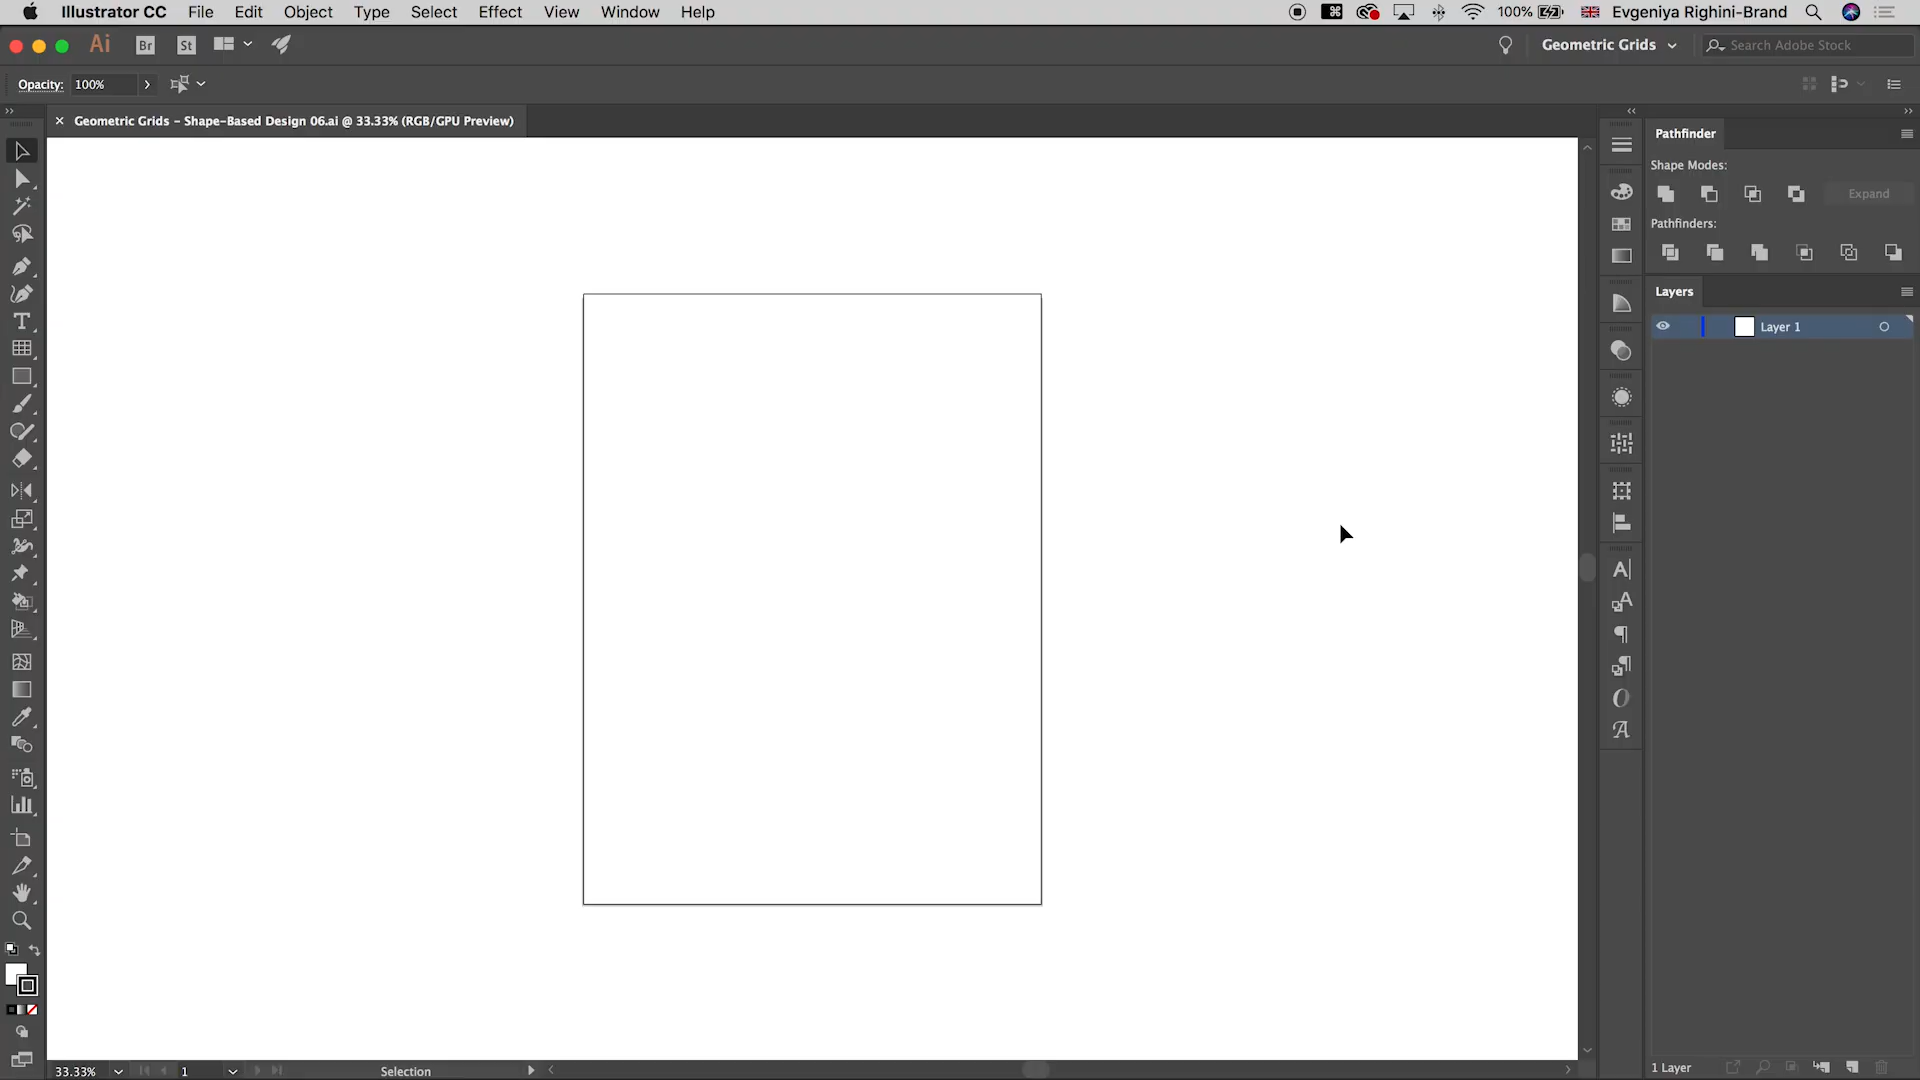 Illustrator CC File Edit Object Type Select Effect View Window Help 100% Evgeniya Righini-Brand
Ai Br St Geometric Grids Search Adobe Stock
Opacity: 100%
× Geometric Grids - Shape-Based Design 06.ai @ 33.33% (RGB/GPU Preview)
Pathfinder
Shape Modes:
Expand
Pathfinders:
Layers
Layer 1
33.33% 1 Selection 1 Layer